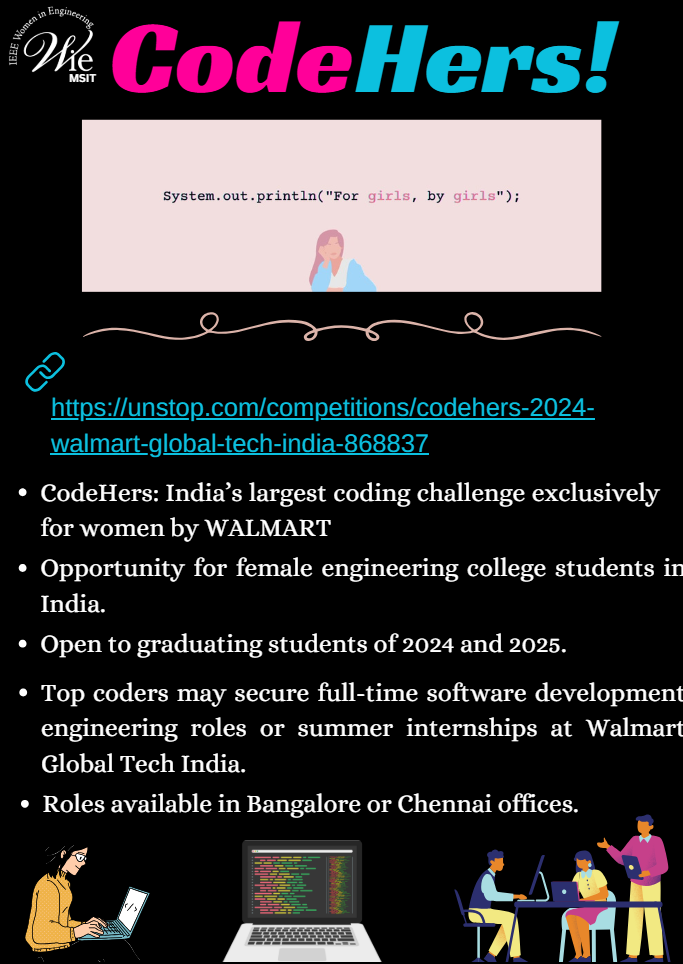 IEEE Women in Engineering
Wie
MSIT
CodeHers!
System.out.println("For girls, by girls");
https://unstop.com/competitions/codehers-2024-
walmart-global-tech-india-868837
• CodeHers: India’s largest coding challenge exclusively
for women by WALMART
• Opportunity for female engineering college students in
India.
• Open to graduating students of 2024 and 2025.
• Top coders may secure full-time software development
engineering roles or summer internships at Walmart
Global Tech India.
• Roles available in Bangalore or Chennai offices.
</>